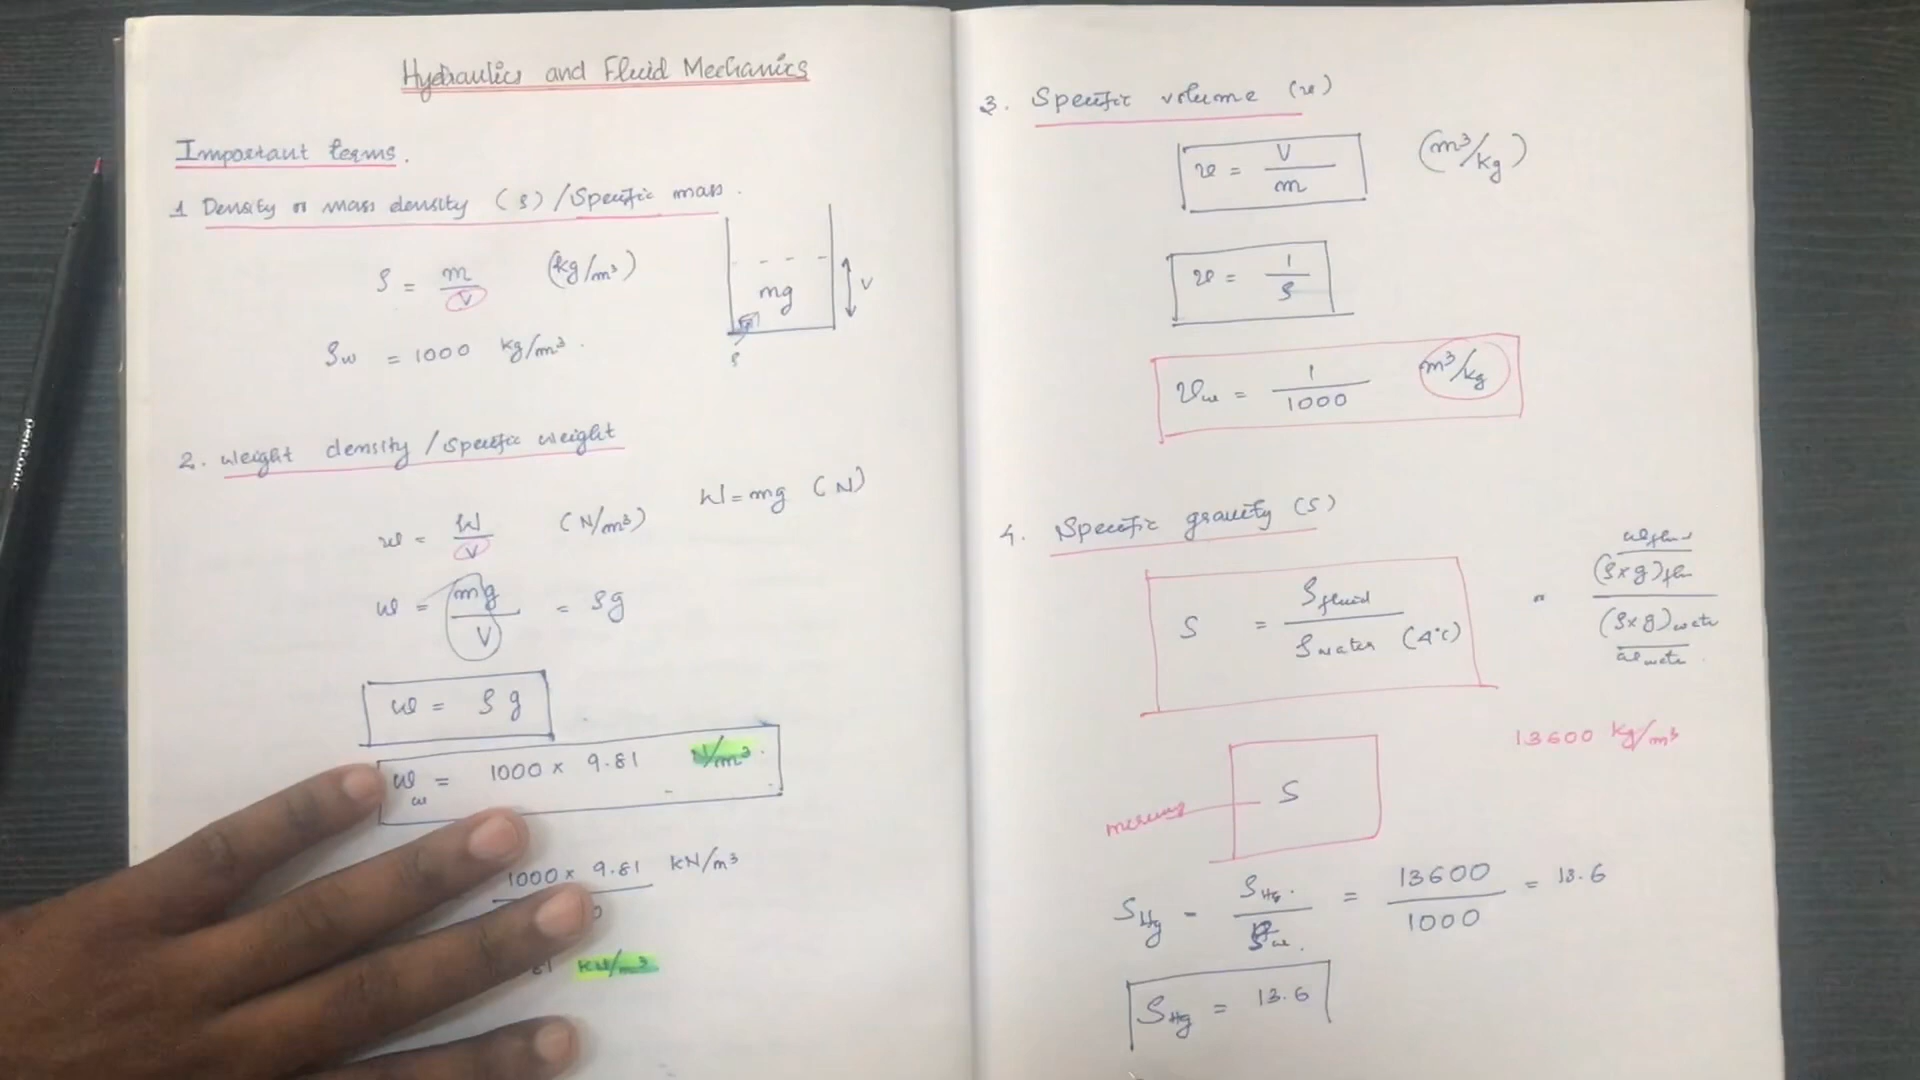 Hydraulics and Fluid Mechanics
Important terms.
1 Density or mass density (ρ) / Specific mass.
ρ = m/V (kg/m³)
mg
V
ρ
ρw = 1000 kg/m³.
2. Weight density / Specific weight
W = mg (N)
w = W/V (N/m³)
w = mg/V = ρg
w = ρg
w w = 1000 × 9.81 N/m³.
1000 × 9.81 kN/m³
0
81 kN/m³
3. Specific volume (v)
v = V/m (m³/kg)
v = 1/ρ
vw = 1/1000 m³/kg
4. Specific gravity (S)
S = ρfluid/ρwater (4°c)
(ρ×g)
(ρ×g)
13600 kg/m³
mercury
S
SHg = ρHg./ρw. = 13600/1000 = 13.6
SHg = 13.6
pentonic